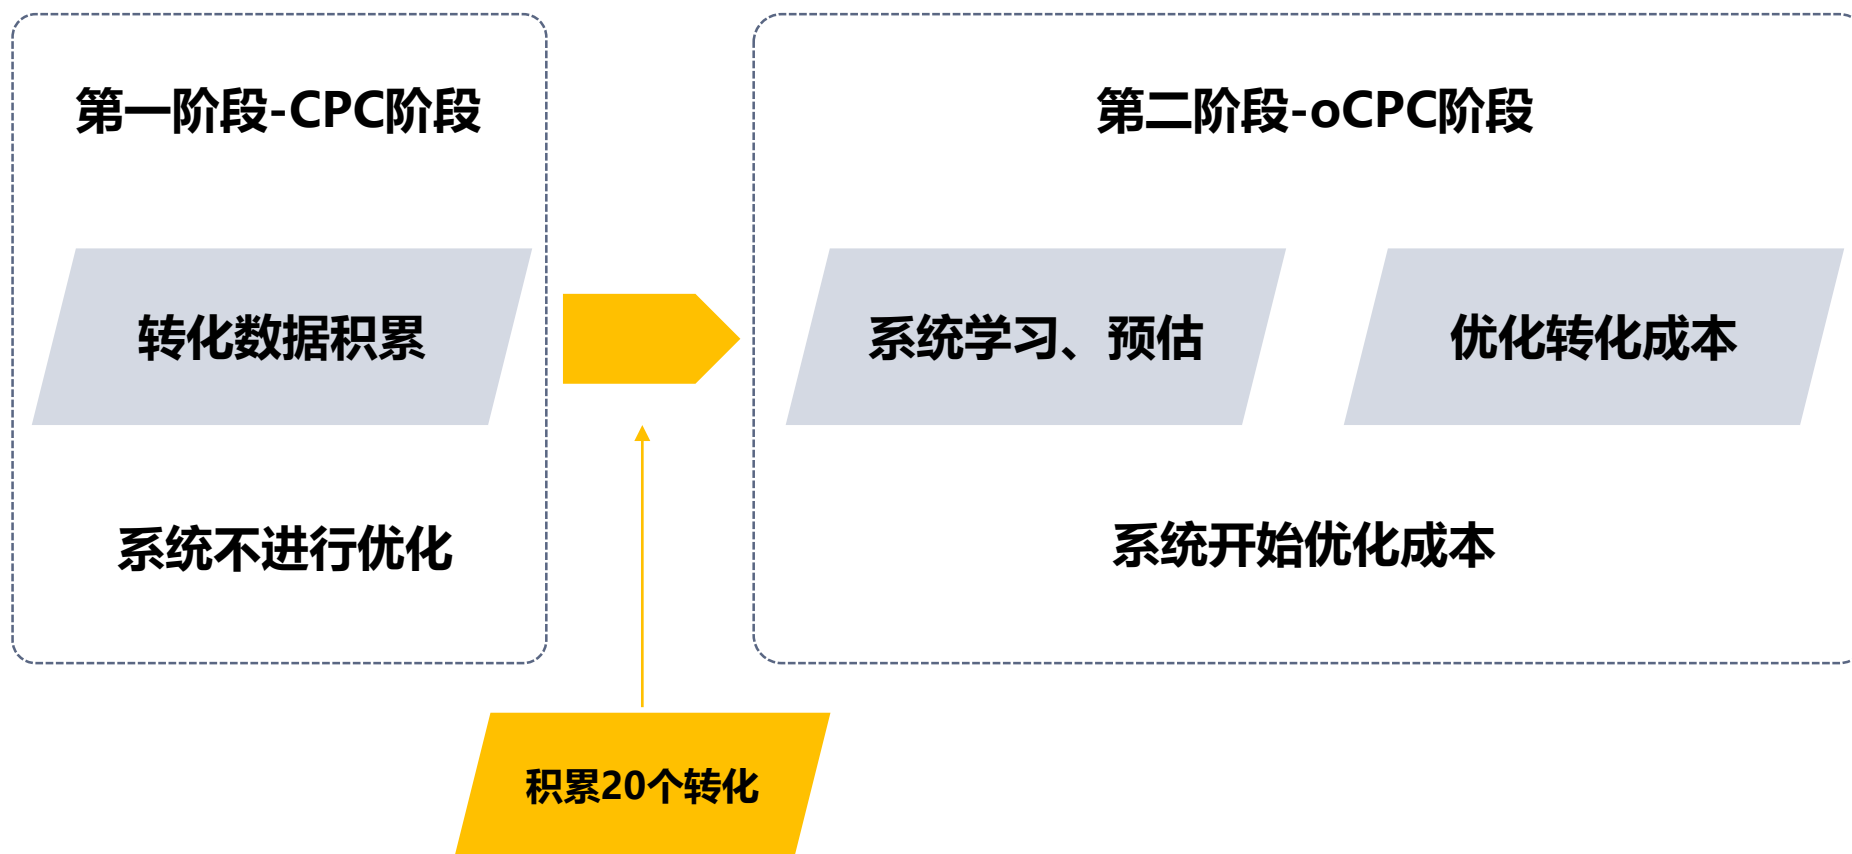 第一阶段-CPC阶段
转化数据积累
系统不进行优化
第二阶段-oCPC阶段
系统学习、预估
优化转化成本
系统开始优化成本
积累20个转化